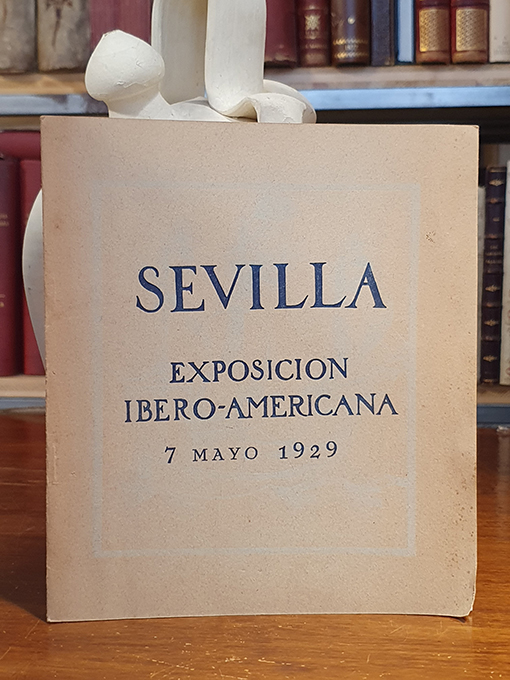 SEVILLA
EXPOSICION
IBERO-AMERICANA
7 MAYO 1929